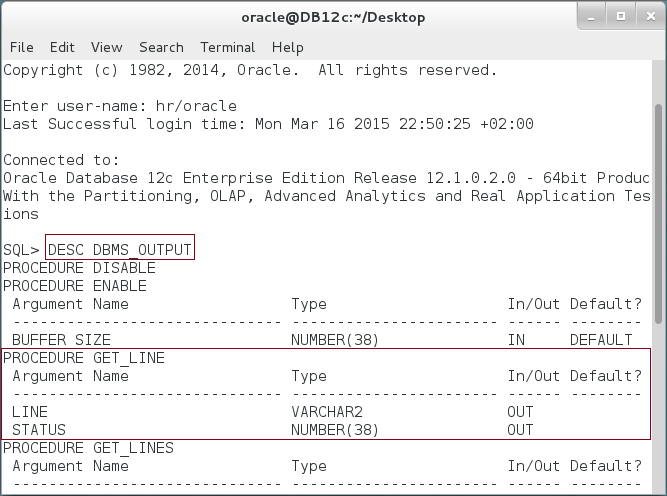 oracle@DB12c:~/Desktop
File Edit View Search Terminal Help
Copyright (c) 1982, 2014, Oracle.  All rights reserved.
Enter user-name: hr/oracle
Last Successful login time: Mon Mar 16 2015 22:50:25 +02:00
Connected to:
Oracle Database 12c Enterprise Edition Release 12.1.0.2.0 - 64bit Produc
With the Partitioning, OLAP, Advanced Analytics and Real Application Tes
ions
SQL> DESC DBMS_OUTPUT
PROCEDURE DISABLE
PROCEDURE ENABLE
 Argument Name                  Type                    In/Out Default?
 ------------------------------ ----------------------- ------ --------
 BUFFER SIZE                    NUMBER(38)              IN     DEFAULT
PROCEDURE GET_LINE
 Argument Name                  Type                    In/Out Default?
 ------------------------------ ----------------------- ------ --------
 LINE                           VARCHAR2                OUT
 STATUS                         NUMBER(38)              OUT
PROCEDURE GET_LINES
 Argument Name                  Type                    In/Out Default?
 ------------------------------ ----------------------- ------ --------